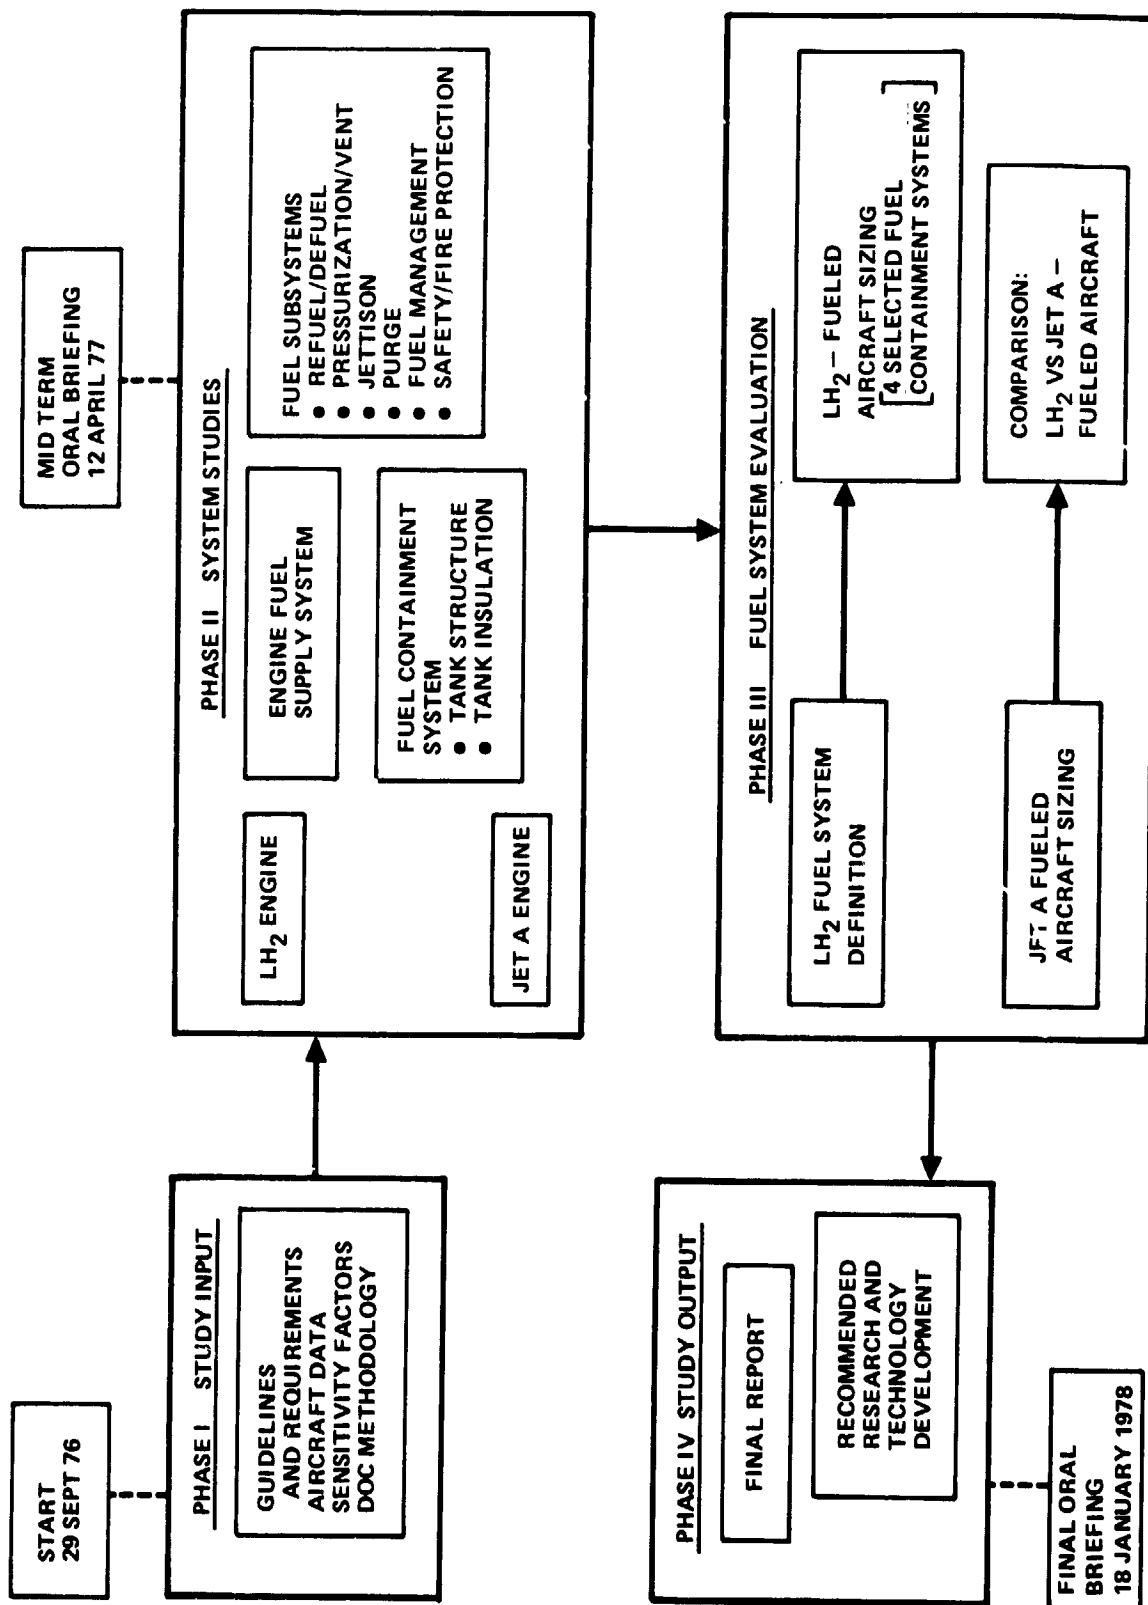 START
29 SEPT 76
PHASE I STUDY INPUT
GUIDELINES
AND REQUIREMENTS
AIRCRAFT DATA
SENSITIVITY FACTORS
DOC METHODOLOGY
MID TERM
ORAL BRIEFING
12 APRIL 77
PHASE II SYSTEM STUDIES
LH2 ENGINE
JET A ENGINE
ENGINE FUEL
SUPPLY SYSTEM
FUEL CONTAINMENT
SYSTEM
● TANK STRUCTURE
● TANK INSULATION
FUEL SUBSYSTEMS
● REFUEL/DEFUEL
● PRESSURIZATION/VENT
● JETTISON
● PURGE
● FUEL MANAGEMENT
● SAFETY/FIRE PROTECTION
PHASE III FUEL SYSTEM EVALUATION
LH2 FUEL SYSTEM
DEFINITION
LH2 – FUELED
AIRCRAFT SIZING
[4 SELECTED FUEL
CONTAINMENT SYSTEMS]
JET A FUELED
AIRCRAFT SIZING
COMPARISON:
LH2 VS JET A –
FUELED AIRCRAFT
PHASE IV STUDY OUTPUT
FINAL REPORT
RECOMMENDED
RESEARCH AND
TECHNOLOGY
DEVELOPMENT
FINAL ORAL
BRIEFING
18 JANUARY 1978